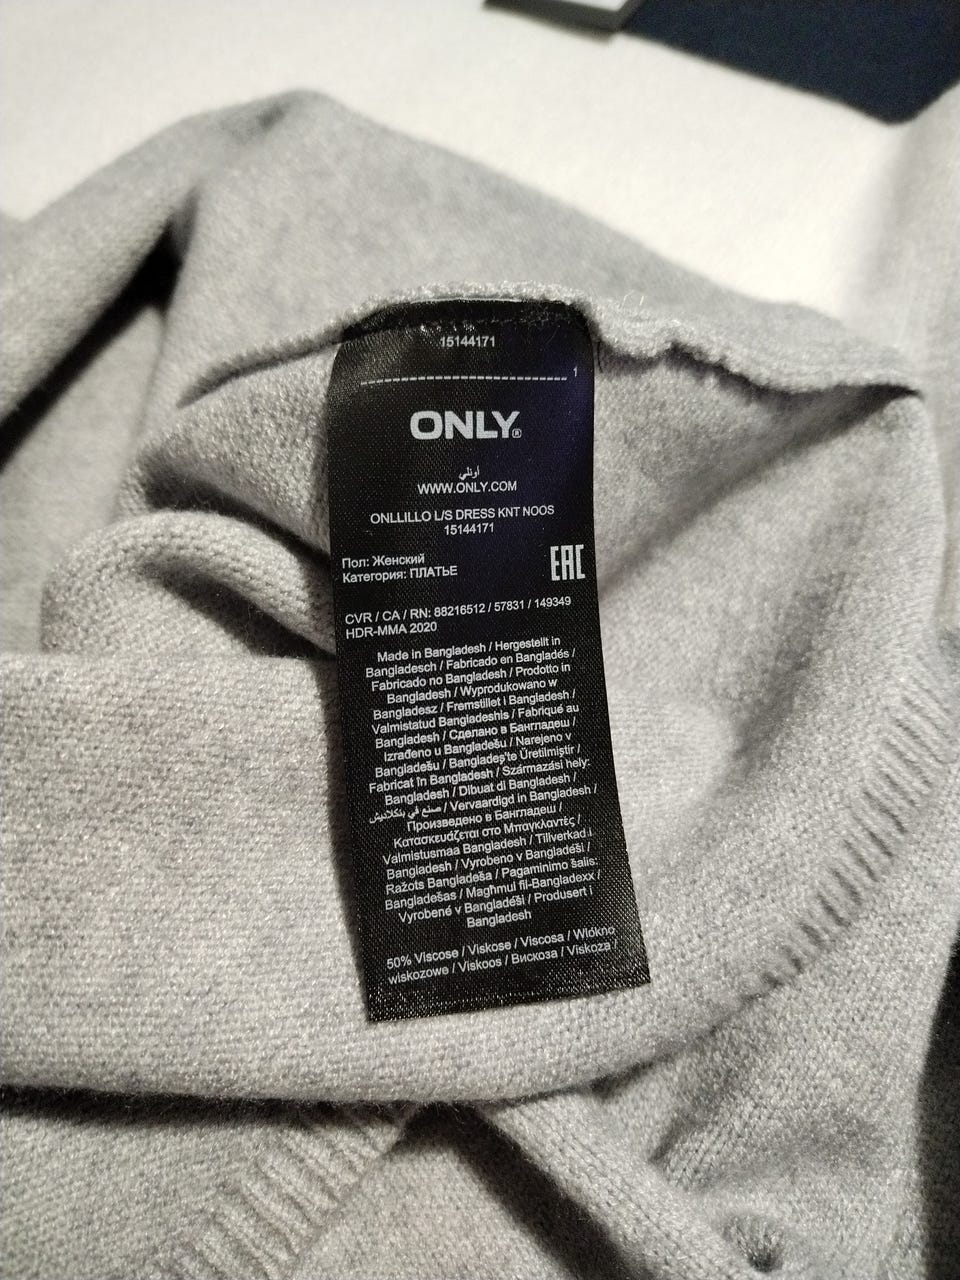 15144171
1
ONLY®
أونلي
WWW.ONLY.COM
ONLLILLO L/S DRESS KNT NOOS
15144171
Пол: Женский
Категория: ПЛАТЬЕ
EAC
CVR / CA / RN: 88216512 / 57831 / 149349
HDR-MMA 2020
Made in Bangladesh / Hergestellt in
Bangladesch / Fabricado en Bangladés /
Fabricado no Bangladesh / Prodotto in
Bangladesh / Wyprodukowano w
Bangladesz / Fremstillet i Bangladesh /
Valmistatud Bangladeshis / Fabriqué au
Bangladesh / Сделано в Бангладеш /
Izrađeno u Bangladešu / Narejeno v
Bangladešu / Bangladeş'te Üretilmiştir /
Fabricat în Bangladesh / Származási hely:
Bangladesh / Dibuat di Bangladesh /
صنع في بنكلاديش / Vervaardigd in Bangladesh /
Произведено в Бангладеш /
Κατασκευάζεται στο Μπαγκλαντές /
Valmistusmaa Bangladesh / Tillverkad i
Bangladesh / Vyrobeno v Bangladéši /
Ražots Bangladeša / Pagaminimo šalis:
Bangladešas / Magħmul fil-Bangladexx /
Vyrobené v Bangladéši / Produsert i
Bangladesh
50% Viscose / Viskose / Viscosa / Włókno
wiskozowe / Viskoos / Вискоза / Viskoza /